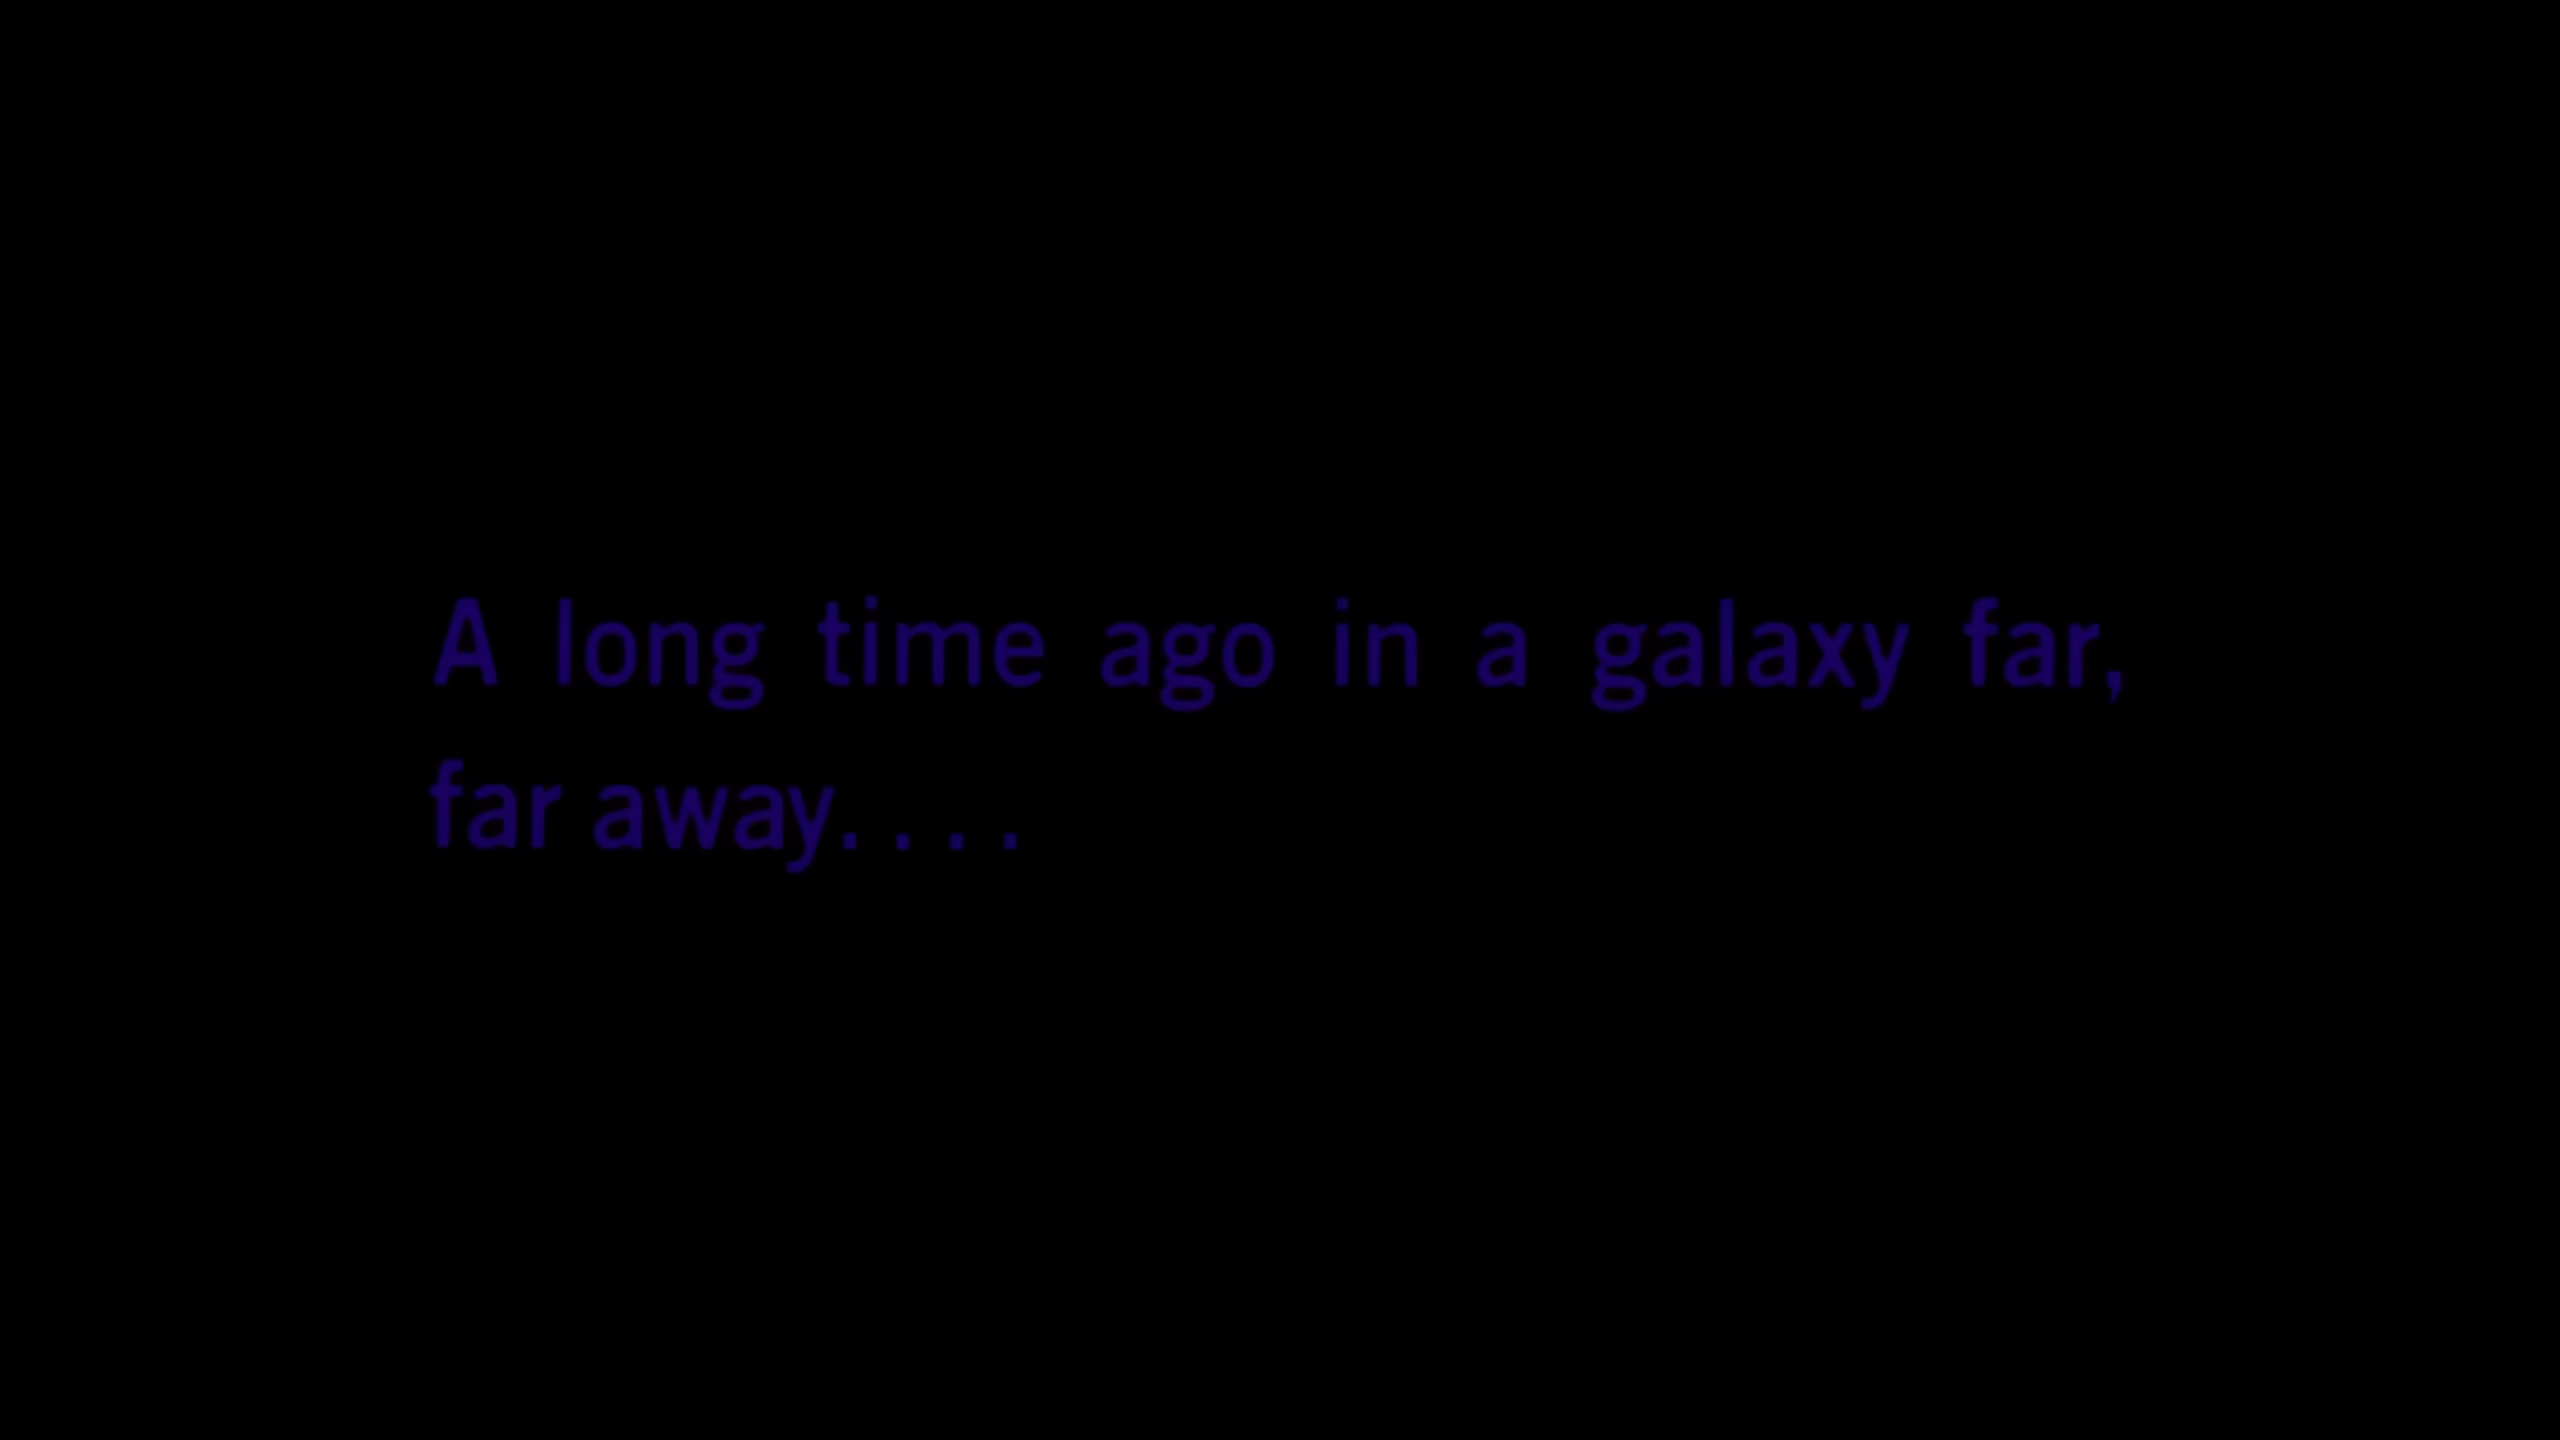 A long time ago in a galaxy far,
far away. . . .